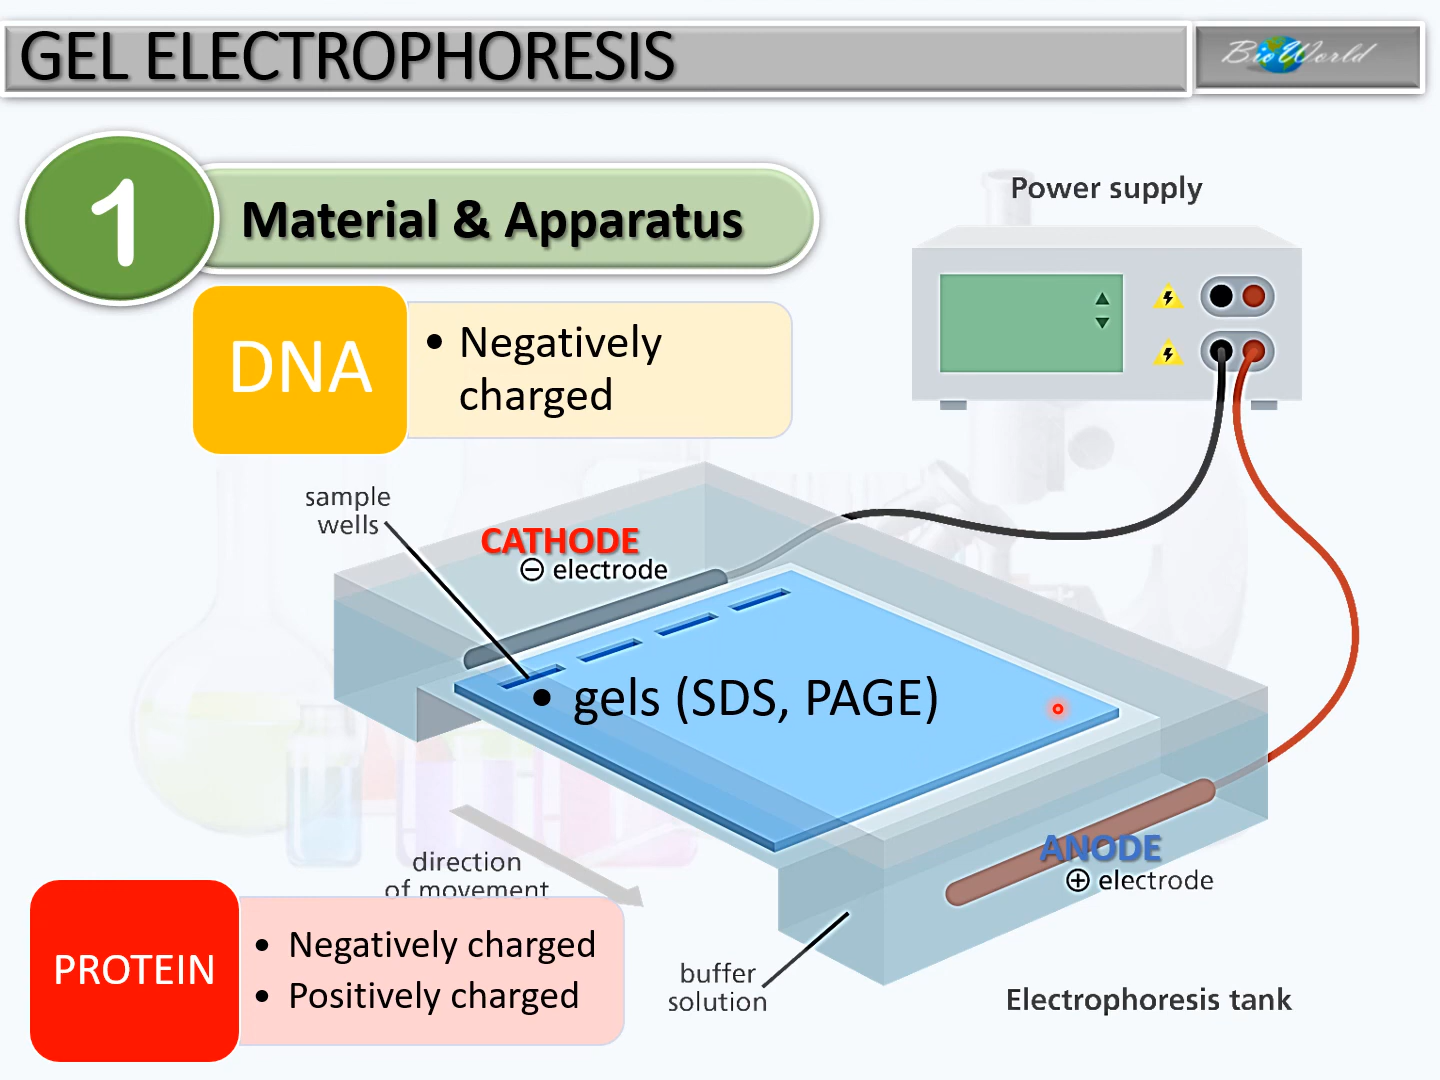 GEL ELECTROPHORESIS
BioWorld
1
Material & Apparatus
Power supply
DNA
• Negatively
charged
sample
wells
CATHODE
⊖ electrode
• gels (SDS, PAGE)
direction
of movement
ANODE
⊕ electrode
PROTEIN
• Negatively charged
• Positively charged
buffer
solution
Electrophoresis tank